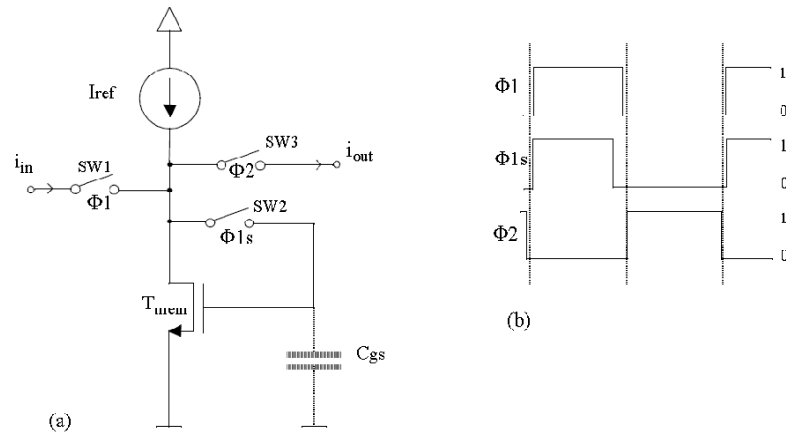 Iref
SW3
iout
Φ2
iin
SW1
Φ1
SW2
Φ1s
Tmem
Cgs
(a)
Φ1
1
0
Φ1s
1
0
Φ2
1
0
(b)